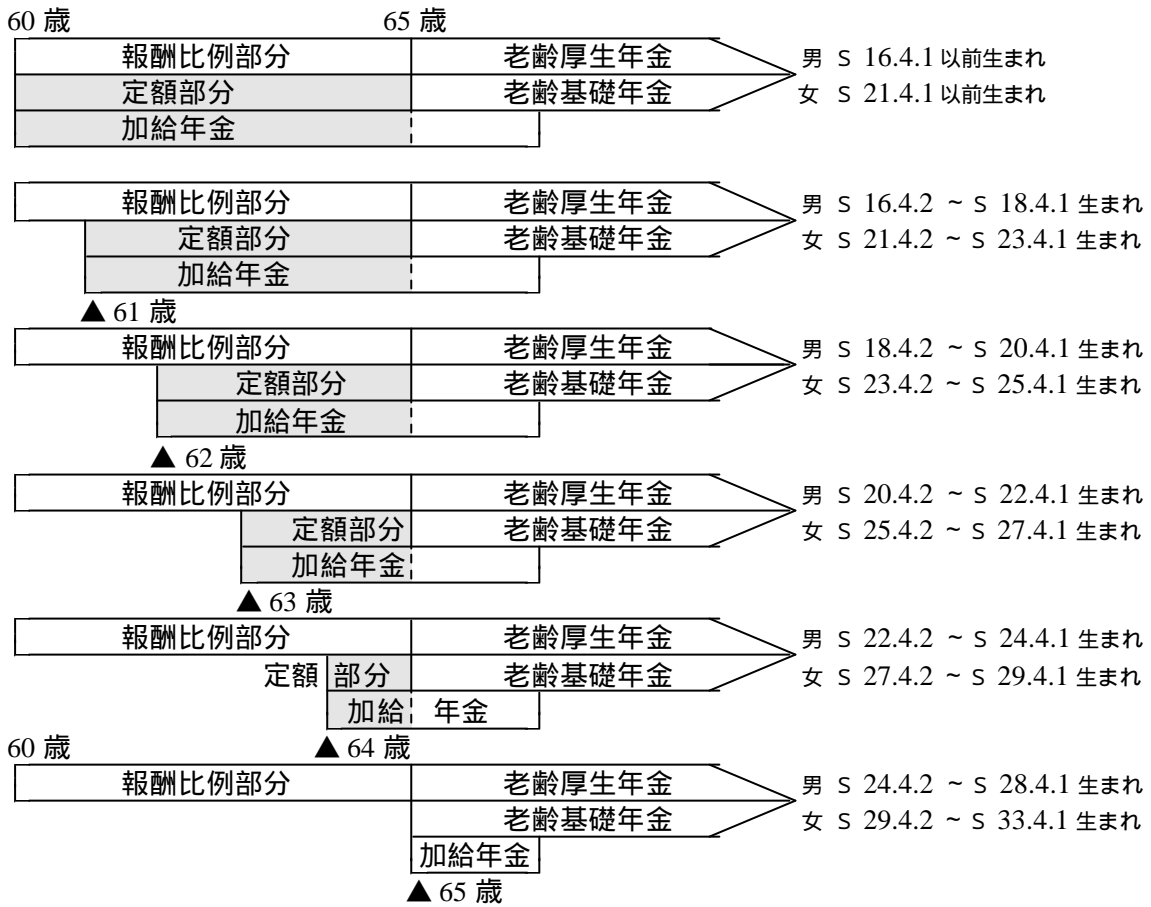 60 歳 65 歳
報酬比例部分 老齢厚生年金 男 S 16.4.1 以前生まれ
定額部分 老齢基礎年金 女 S 21.4.1 以前生まれ
加給年金
報酬比例部分 老齢厚生年金 男 S 16.4.2 ~ S 18.4.1 生まれ
定額部分 老齢基礎年金 女 S 21.4.2 ~ S 23.4.1 生まれ
加給年金
▲ 61 歳
報酬比例部分 老齢厚生年金 男 S 18.4.2 ~ S 20.4.1 生まれ
定額部分 老齢基礎年金 女 S 23.4.2 ~ S 25.4.1 生まれ
加給年金
▲ 62 歳
報酬比例部分 老齢厚生年金 男 S 20.4.2 ~ S 22.4.1 生まれ
定額部分 老齢基礎年金 女 S 25.4.2 ~ S 27.4.1 生まれ
加給年金
▲ 63 歳
報酬比例部分 老齢厚生年金 男 S 22.4.2 ~ S 24.4.1 生まれ
定額部分 老齢基礎年金 女 S 27.4.2 ~ S 29.4.1 生まれ
加給年金
60 歳 ▲ 64 歳
報酬比例部分 老齢厚生年金 男 S 24.4.2 ~ S 28.4.1 生まれ
老齢基礎年金 女 S 29.4.2 ~ S 33.4.1 生まれ
加給年金
▲ 65 歳